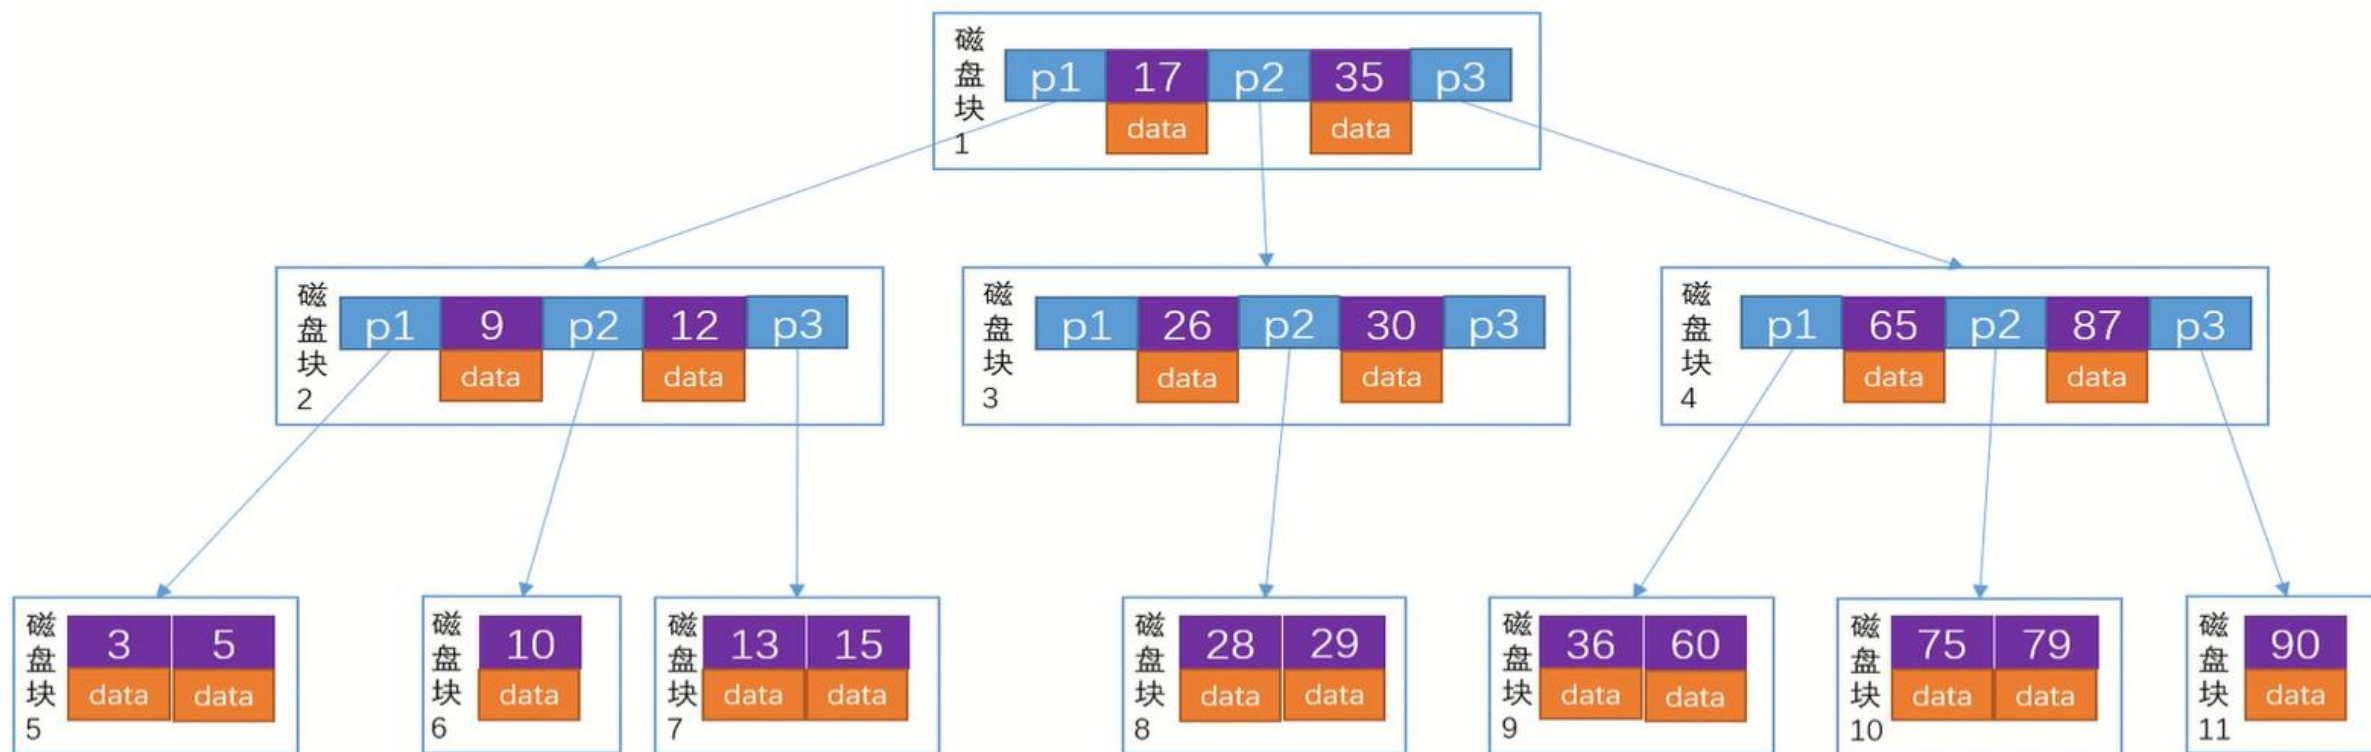 磁盘块1
p1 17 p2 35 p3
data data
磁盘块2
p1 9 p2 12 p3
data data
磁盘块3
p1 26 p2 30 p3
data data
磁盘块4
p1 65 p2 87 p3
data data
磁盘块5
3 5
data data
磁盘块6
10
data
磁盘块7
13 15
data data
磁盘块8
28 29
data data
磁盘块9
36 60
data data
磁盘块10
75 79
data data
磁盘块11
90
data